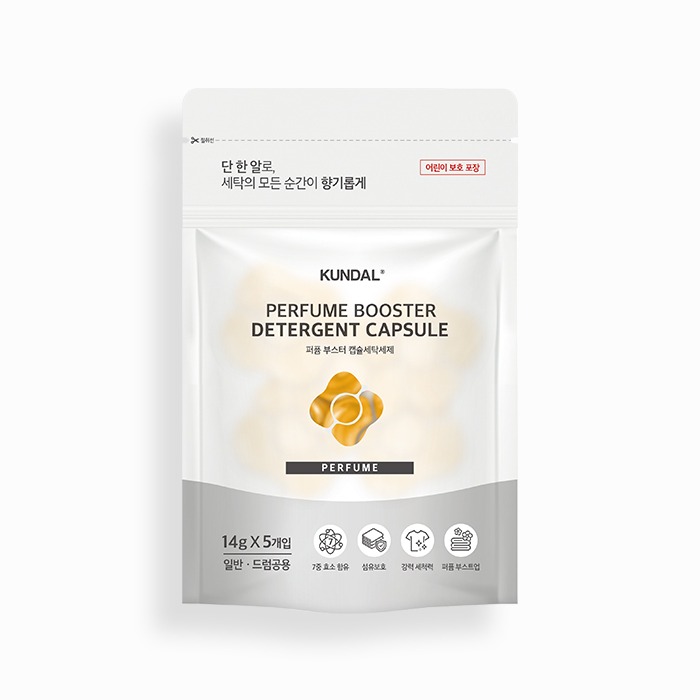 절취선
단 한 알로,
세탁의 모든 순간이 향기롭게
어린이 보호 포장
KUNDAL®
PERFUME BOOSTER
DETERGENT CAPSULE
퍼퓸 부스터 캡슐세탁세제
PERFUME
14g X 5개입
일반 · 드럼공용
7
7중 효소 함유
섬유보호
강력 세척력
퍼퓸 부스트업